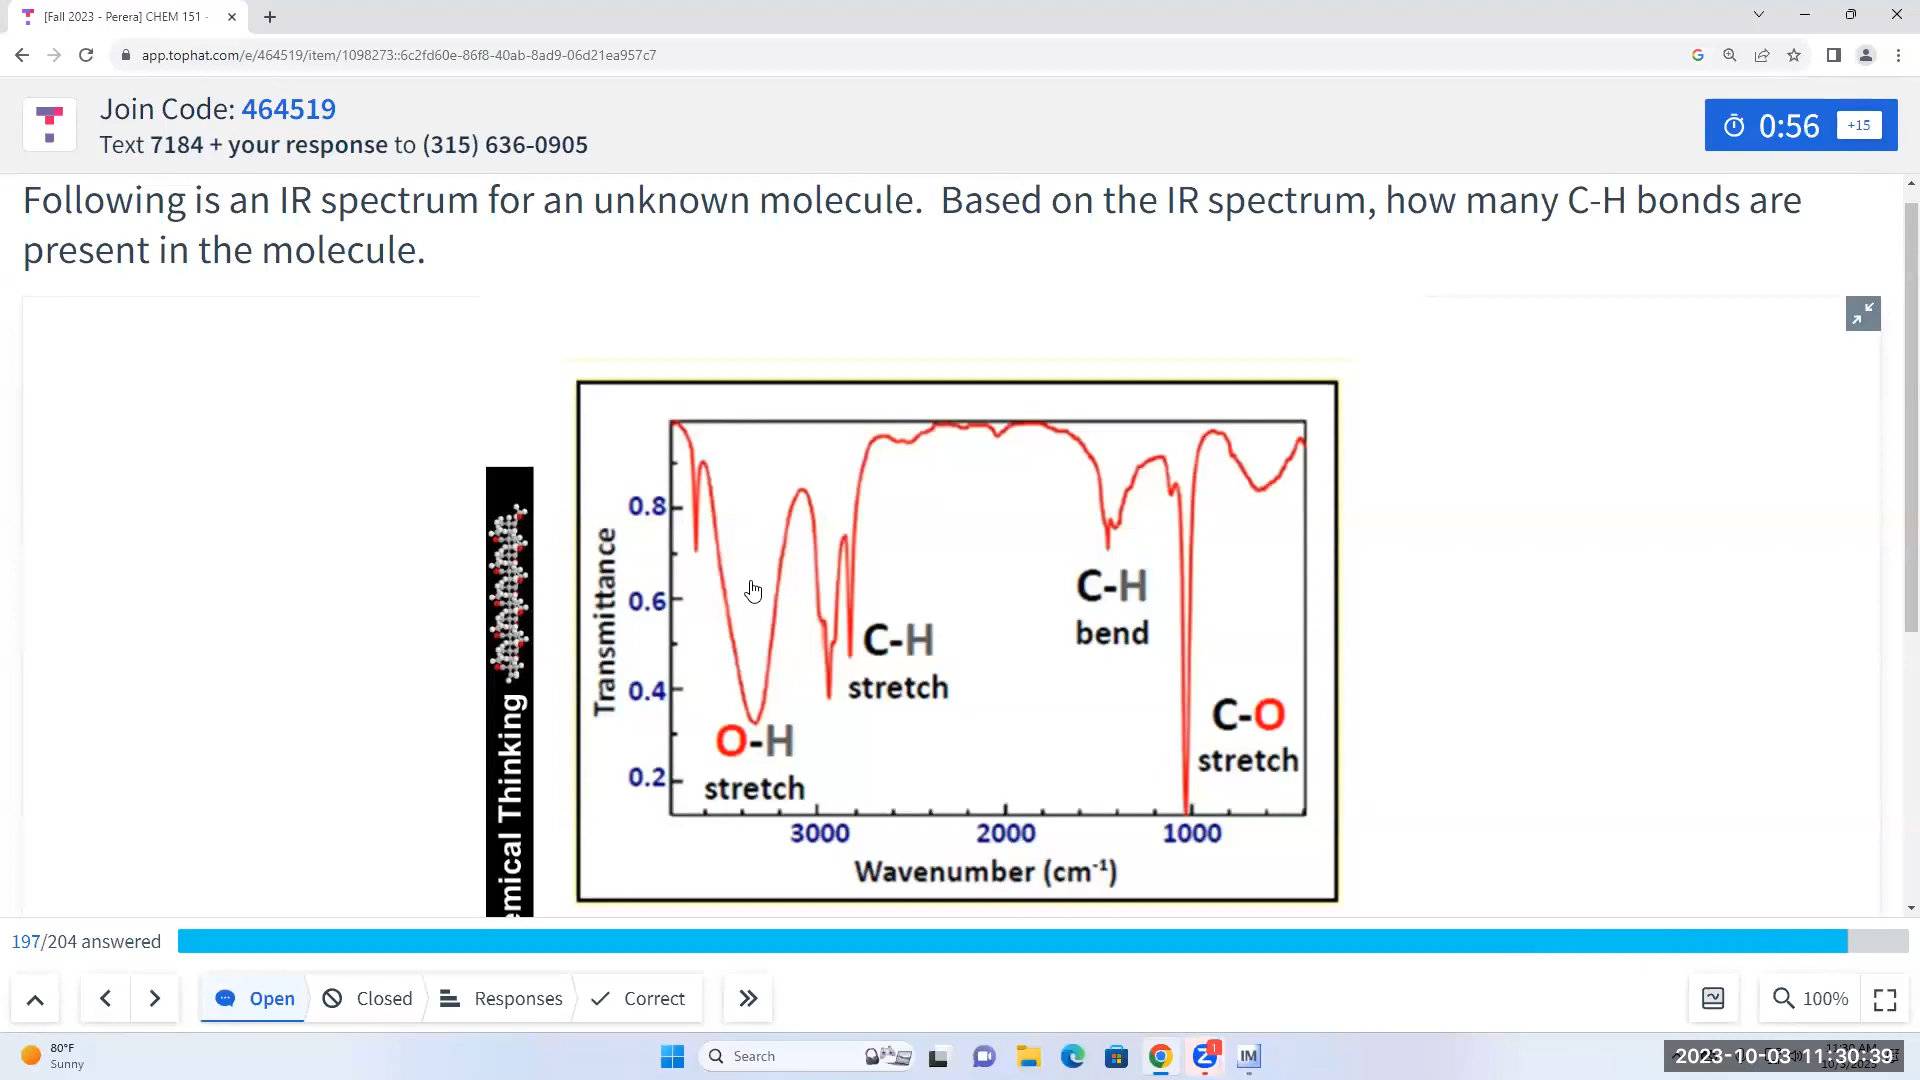 [Fall 2023 - Perera] CHEM 151 -
app.tophat.com/e/464519/item/1098273::6c2fd60e-86f8-40ab-8ad9-06d21ea957c7
Join Code: 464519
Text 7184 + your response to (315) 636-0905
0:56
+15
Following is an IR spectrum for an unknown molecule. Based on the IR spectrum, how many C-H bonds are
present in the molecule.
emical Thinking
Transmittance
0.8
0.6
0.4
0.2
O-H
stretch
C-H
stretch
C-H
bend
C-O
stretch
3000
2000
1000
Wavenumber (cm⁻¹)
197/204 answered
Open
Closed
Responses
Correct
100%
80°F
Sunny
Search
1
IM
2023-10-03 11:30:39